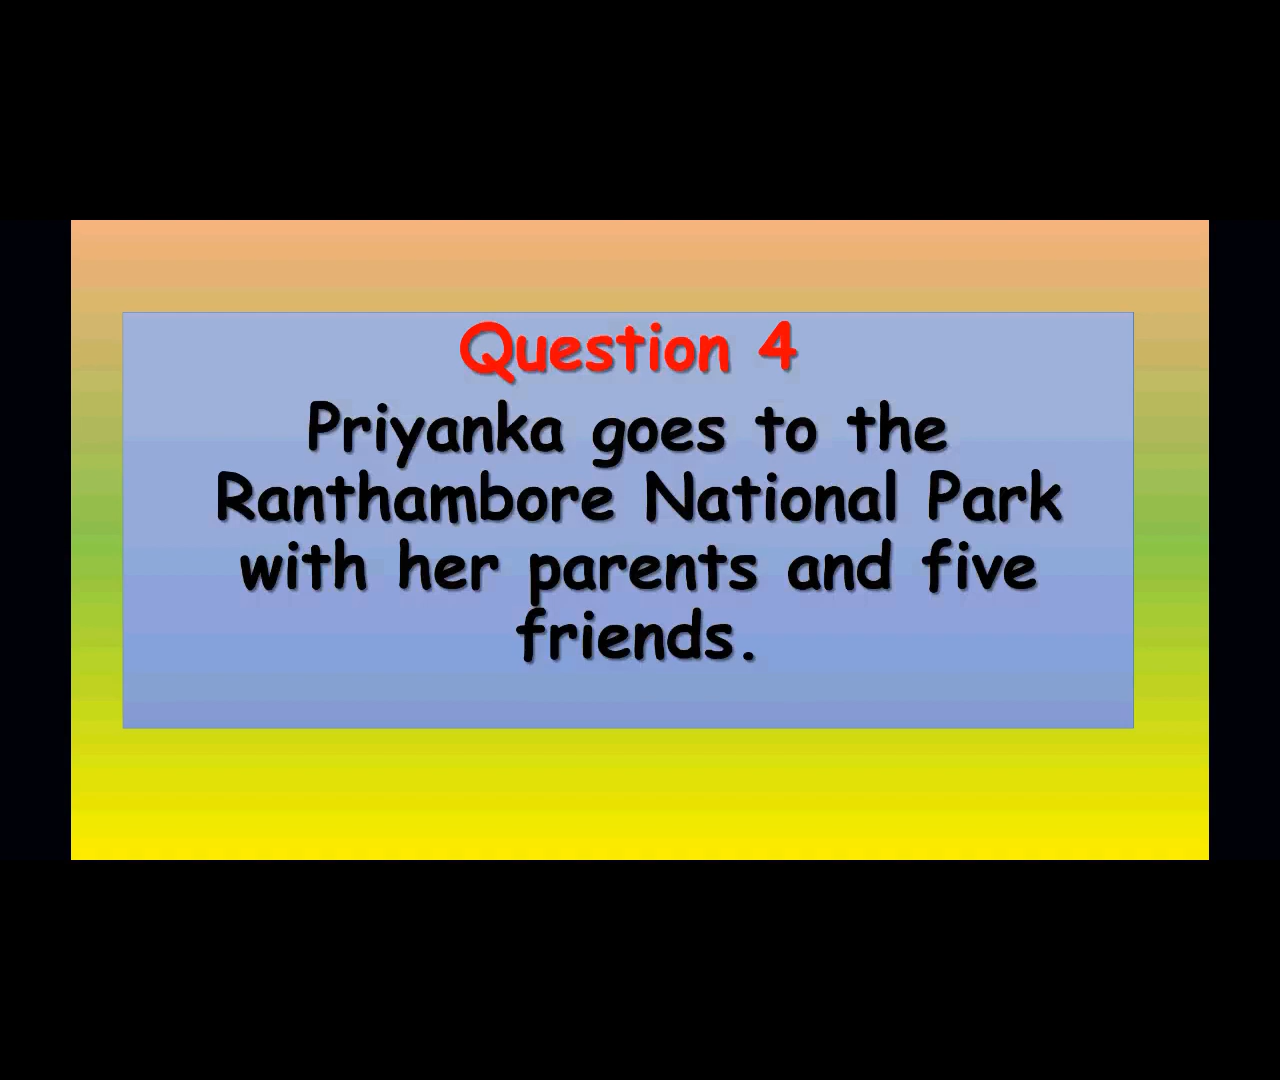 Question 4
Priyanka goes to the
Ranthambore National Park
with her parents and five
friends.